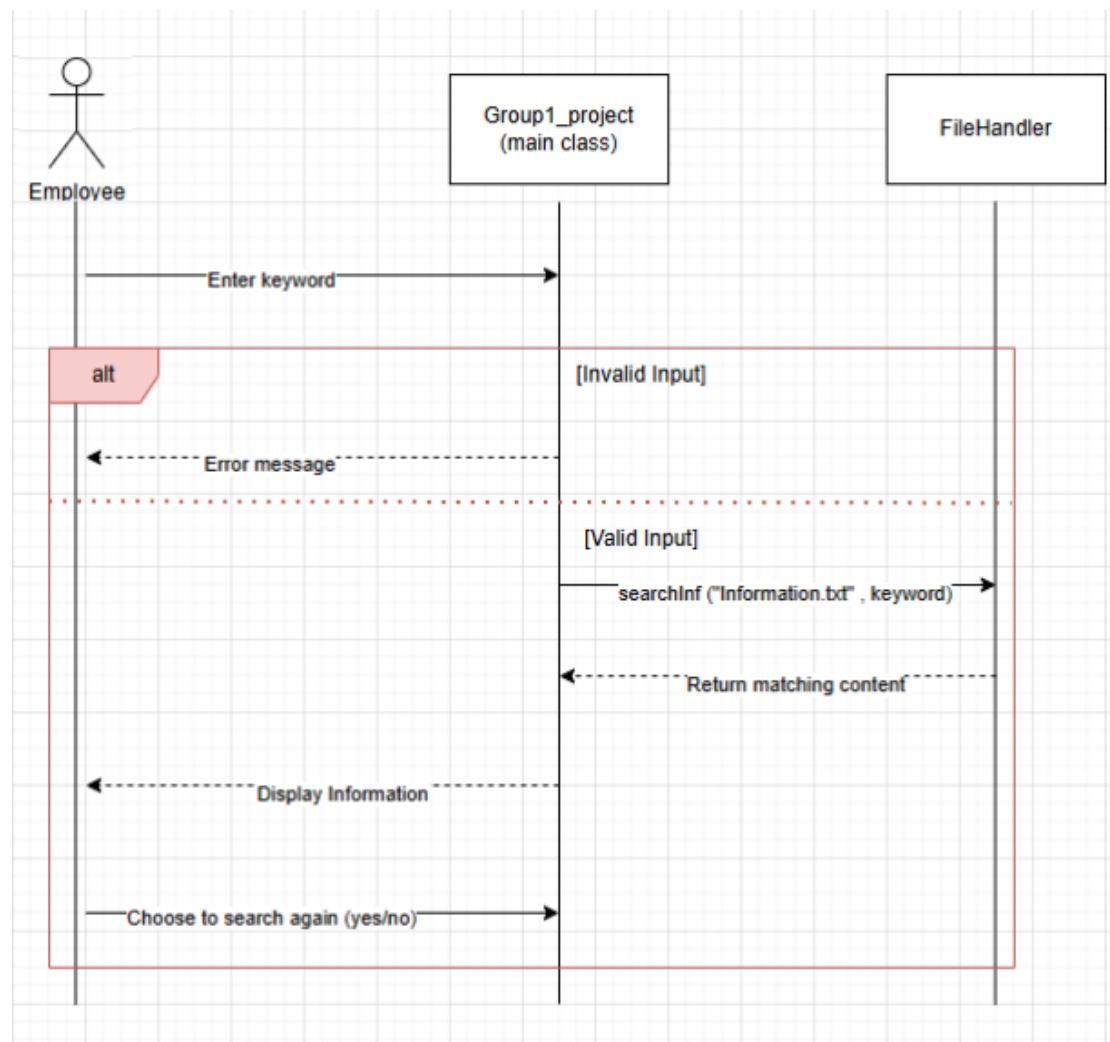 Group1_project
(main class)
FileHandler
Employee
Enter keyword
alt
[Invalid Input]
Error message
[Valid Input]
searchInf ("Information.txt" , keyword)
Return matching content
Display Information
Choose to search again (yes/no)